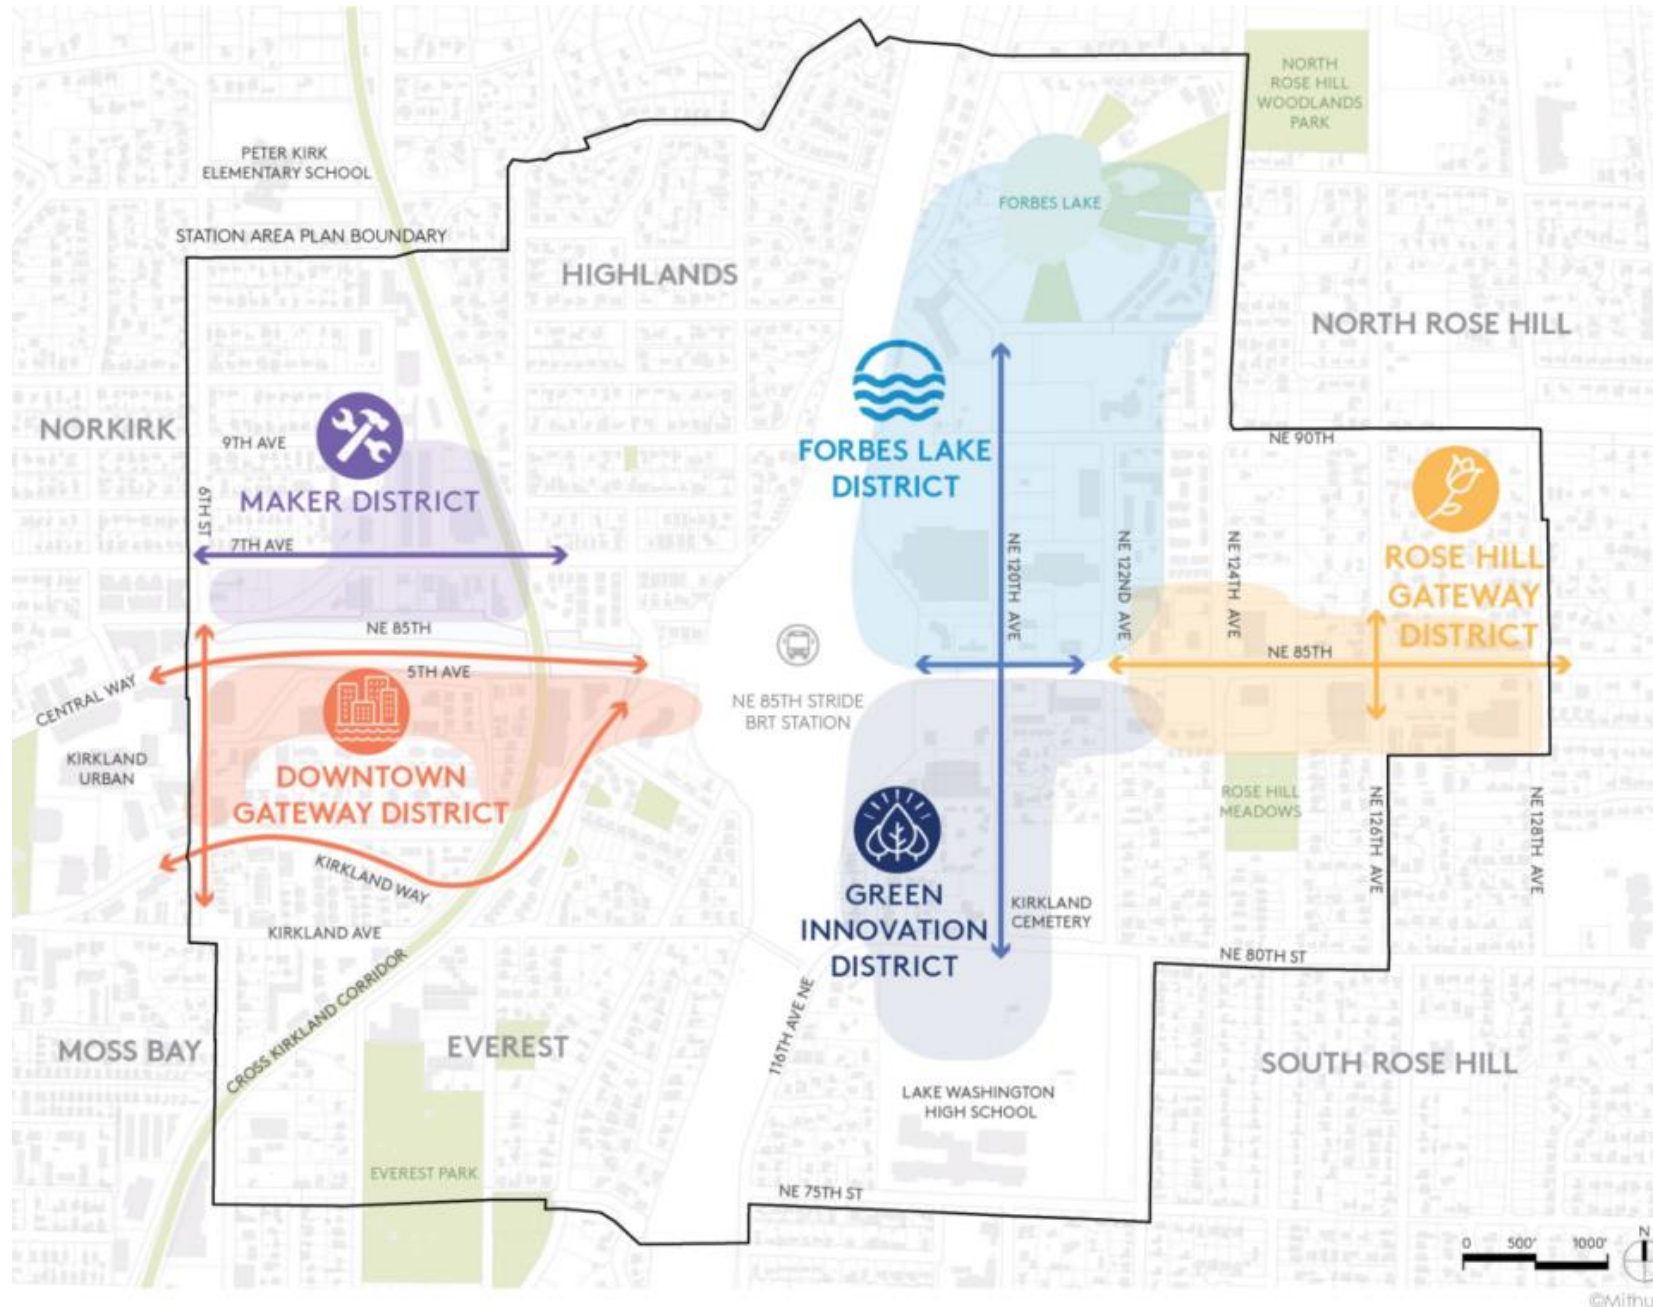 NORTH
ROSE HILL
WOODLANDS
PARK
PETER KIRK
ELEMENTARY SCHOOL
FORBES LAKE
STATION AREA PLAN BOUNDARY
HIGHLANDS
NORTH ROSE HILL
NORKIRK
9TH AVE
MAKER DISTRICT
6TH ST
7TH AVE
FORBES LAKE
DISTRICT
NE 90TH
NE 120TH AVE
NE 122ND AVE
NE 124TH AVE
ROSE HILL
GATEWAY
DISTRICT
NE 85TH
5TH AVE
NE 85TH
CENTRAL WAY
NE 85TH STRIDE
BRT STATION
KIRKLAND
URBAN
DOWNTOWN
GATEWAY DISTRICT
ROSE HILL
MEADOWS
NE 126TH AVE
NE 128TH AVE
KIRKLAND WAY
GREEN
INNOVATION
DISTRICT
KIRKLAND
CEMETERY
KIRKLAND AVE
NE 80TH ST
CROSS KIRKLAND CORRIDOR
116TH AVE NE
MOSS BAY
EVEREST
SOUTH ROSE HILL
LAKE WASHINGTON
HIGH SCHOOL
EVEREST PARK
NE 75TH ST
0 500' 1000'
N
©Mithu